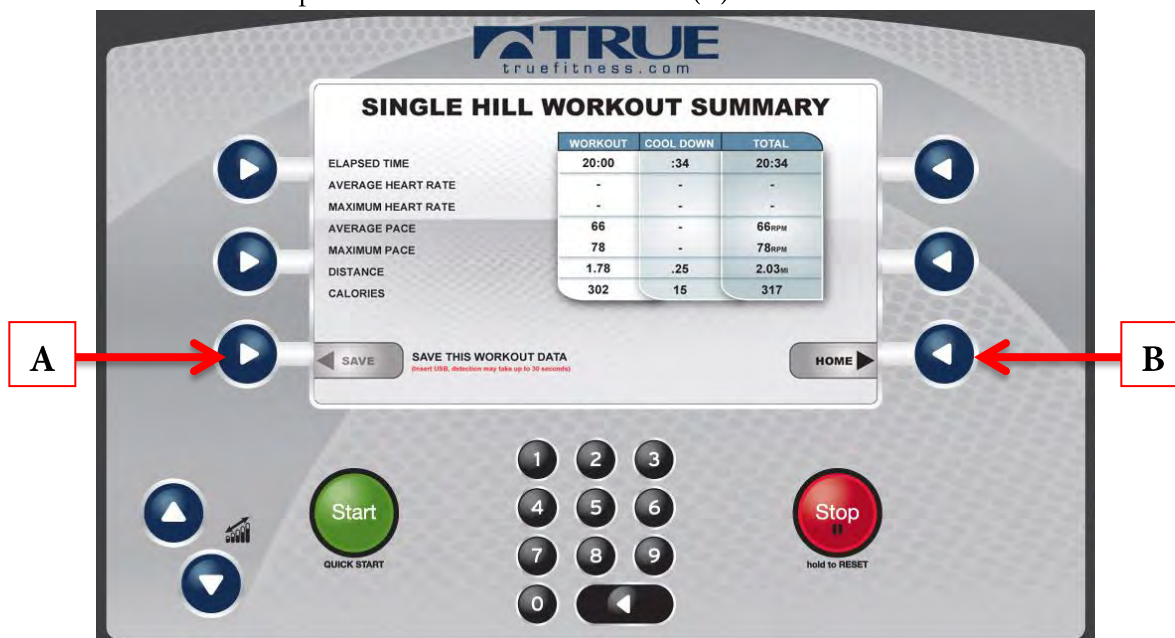 (B)
TRUE
truefitness.com
SINGLE HILL WORKOUT SUMMARY
WORKOUT COOL DOWN TOTAL
ELAPSED TIME 20:00 :34 20:34
AVERAGE HEART RATE - - -
MAXIMUM HEART RATE - - -
AVERAGE PACE 66 - 66RPM
MAXIMUM PACE 78 - 78RPM
DISTANCE 1.78 .25 2.03MI
CALORIES 302 15 317
A
B
SAVE SAVE THIS WORKOUT DATA HOME
(Insert USB, detection may take up to 30 seconds)
1 2 3
Start 4 5 6 Stop
QUICK START 7 8 9 hold to RESET
0